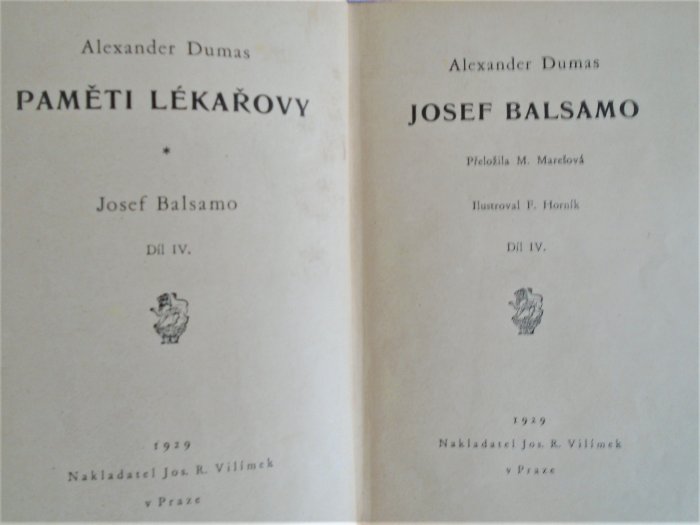 Alexander Dumas
PAMĚTI LÉKAŘOVY
*
Josef Balsamo
Díl IV.
1929
Nakladatel Jos. R. Vilímek
v Praze
Alexander Dumas
JOSEF BALSAMO
Přeložila M. Marešová
Ilustroval F. Horník
Díl IV.
1929
Nakladatel Jos. R. Vilímek
v Praze